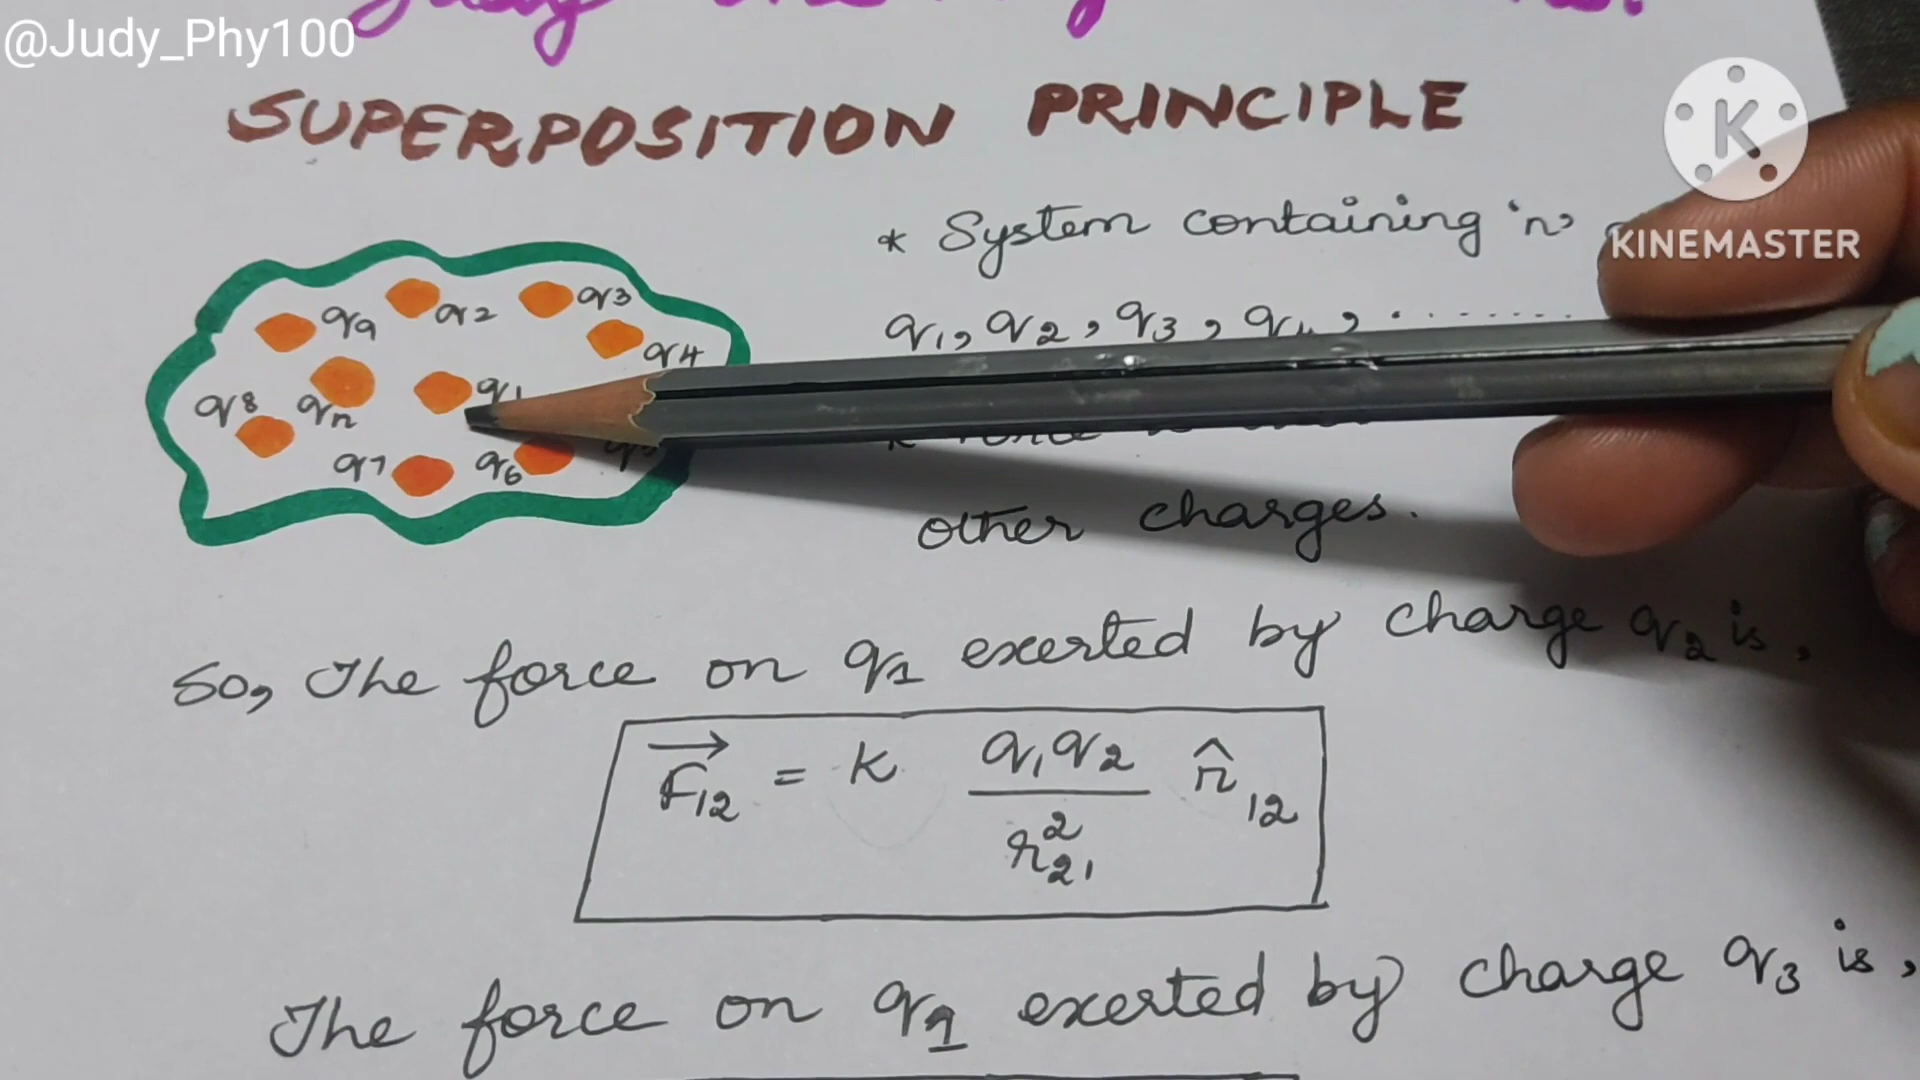 @Judy_Phy100
SUPERPOSITION PRINCIPLE
K
KINEMASTER
* System containing 'n'
q1, q2, q3, q4, ........
other charges.
q9 q2 q3
q4
q8 qn q1
q7 q6 q5
So, The force on q1 exerted by charge q2 is,
F12 = K q1q2 / r21² r̂12
The force on q1 exerted by charge q3 is,